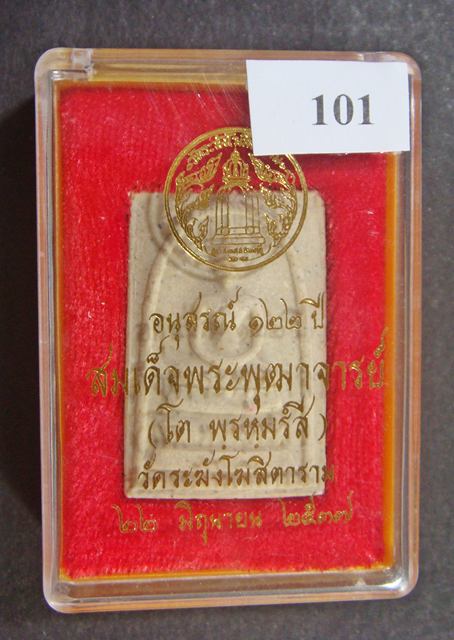 101
อนุสรณ์ ๑๒๒ ปี
สมเด็จพระพุฒาจารย์
(โต พรหมรังสี)
วัดระฆังโฆสิตาราม
๒๒ มิถุนายน ๒๕๓๗